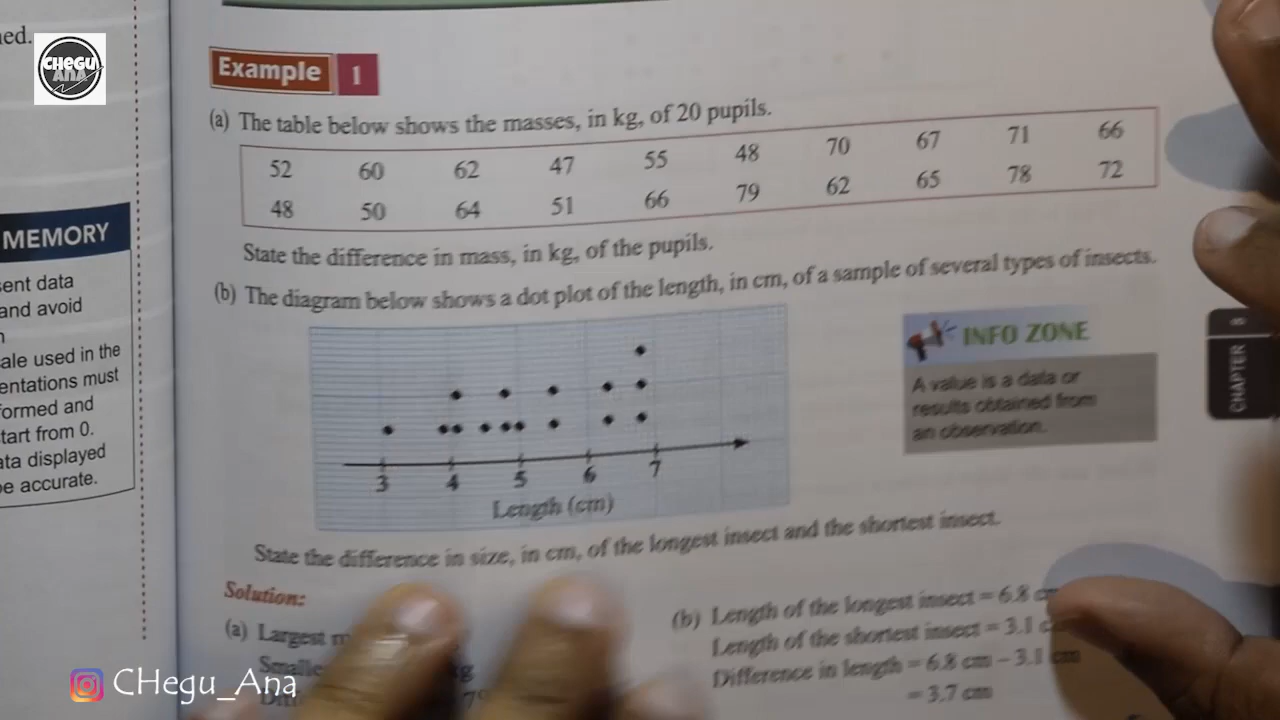 ned.
CHEGU
ANA
Example 1
(a) The table below shows the masses, in kg, of 20 pupils.
52 60 62 47 55 48 70 67 71 66
48 50 64 51 66 79 62 65 78 72
State the difference in mass, in kg, of the pupils.
(b) The diagram below shows a dot plot of the length, in cm, of a sample of several types of insects.
3 4 5 6 7
Length (cm)
State the difference in size, in cm, of the longest insect and the shortest insect.
MEMORY
sent data
and avoid
n
ale used in the
entations must
formed and
tart from 0.
ata displayed
be accurate.
INFO ZONE
A value is a data or
results obtained from
an observation.
CHAPTER
Solution:
(a) Largest m
Smalle kg
(b) Length of the longest insect = 6.8 cm
Length of the shortest insect = 3.1 c
Difference in length = 6.8 cm – 3.1 cm
= 3.7 cm
CHegu_Ana